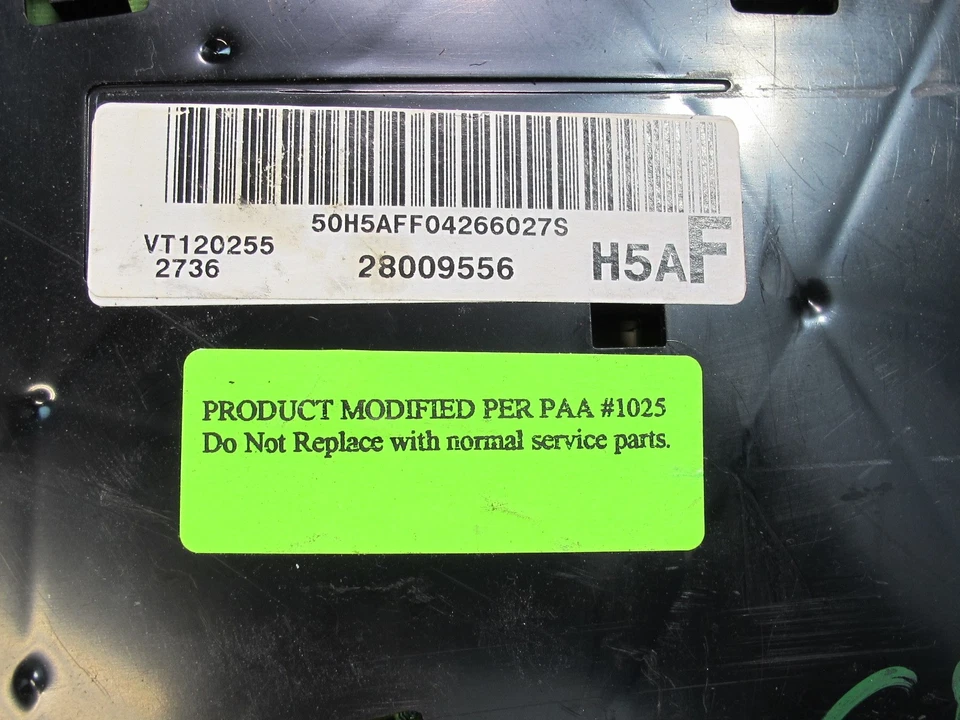 50H5AFF04266027S
VT120255
2736
28009556
H5AF
PRODUCT MODIFIED PER PAA #1025
Do Not Replace with normal service parts.